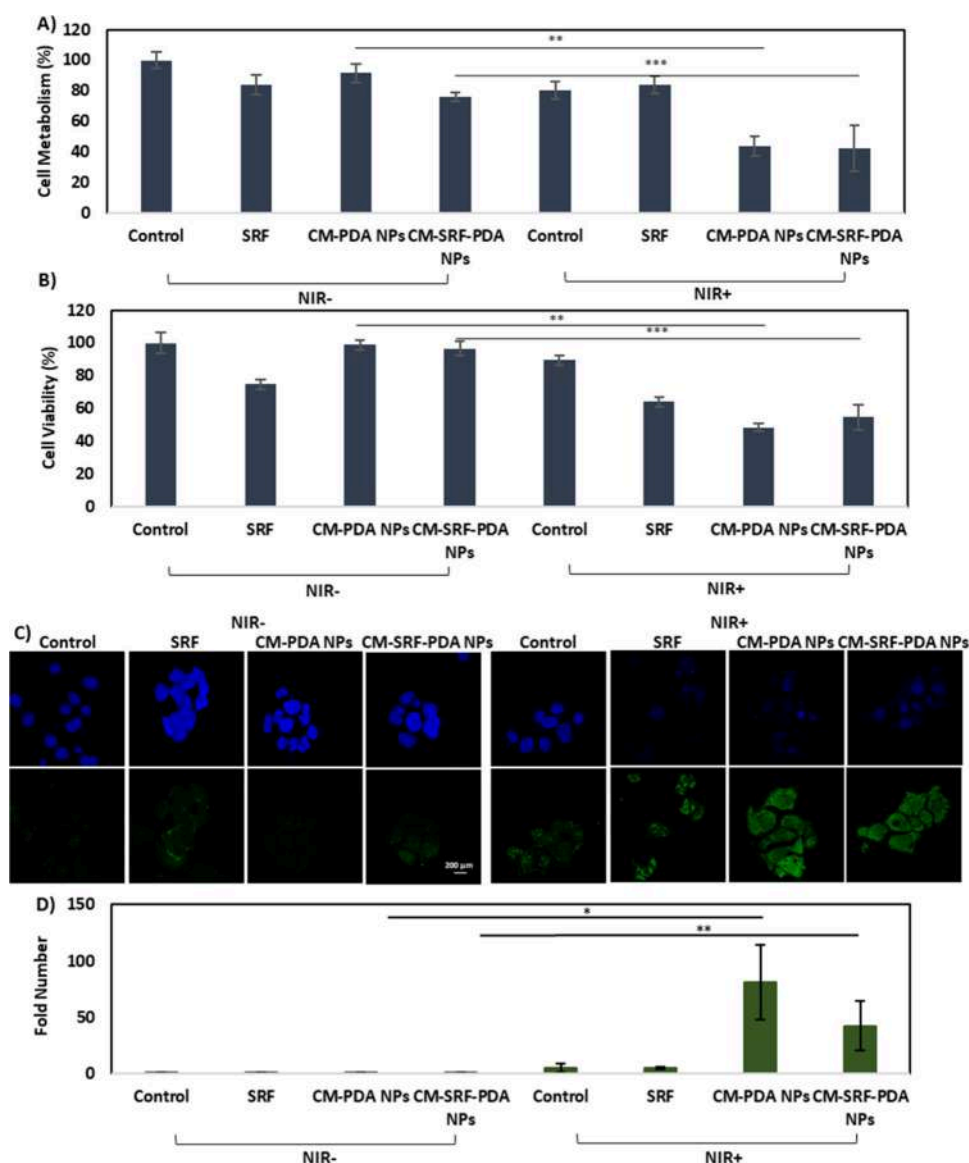 A)
Cell Metabolism (%)
120
100
80
60
40
20
0
**
***
Control SRF CM-PDA NPs CM-SRF-PDA NPs Control SRF CM-PDA NPs CM-SRF-PDA NPs
NIR- NIR+
B)
Cell Viability (%)
120
100
80
60
40
20
0
**
***
Control SRF CM-PDA NPs CM-SRF-PDA NPs Control SRF CM-PDA NPs CM-SRF-PDA NPs
NIR- NIR+
C)
NIR- NIR+
Control SRF CM-PDA NPs CM-SRF-PDA NPs Control SRF CM-PDA NPs CM-SRF-PDA NPs
200 µm
D)
Fold Number
150
100
50
0
*
**
Control SRF CM-PDA NPs CM-SRF-PDA NPs Control SRF CM-PDA NPs CM-SRF-PDA NPs
NIR- NIR+